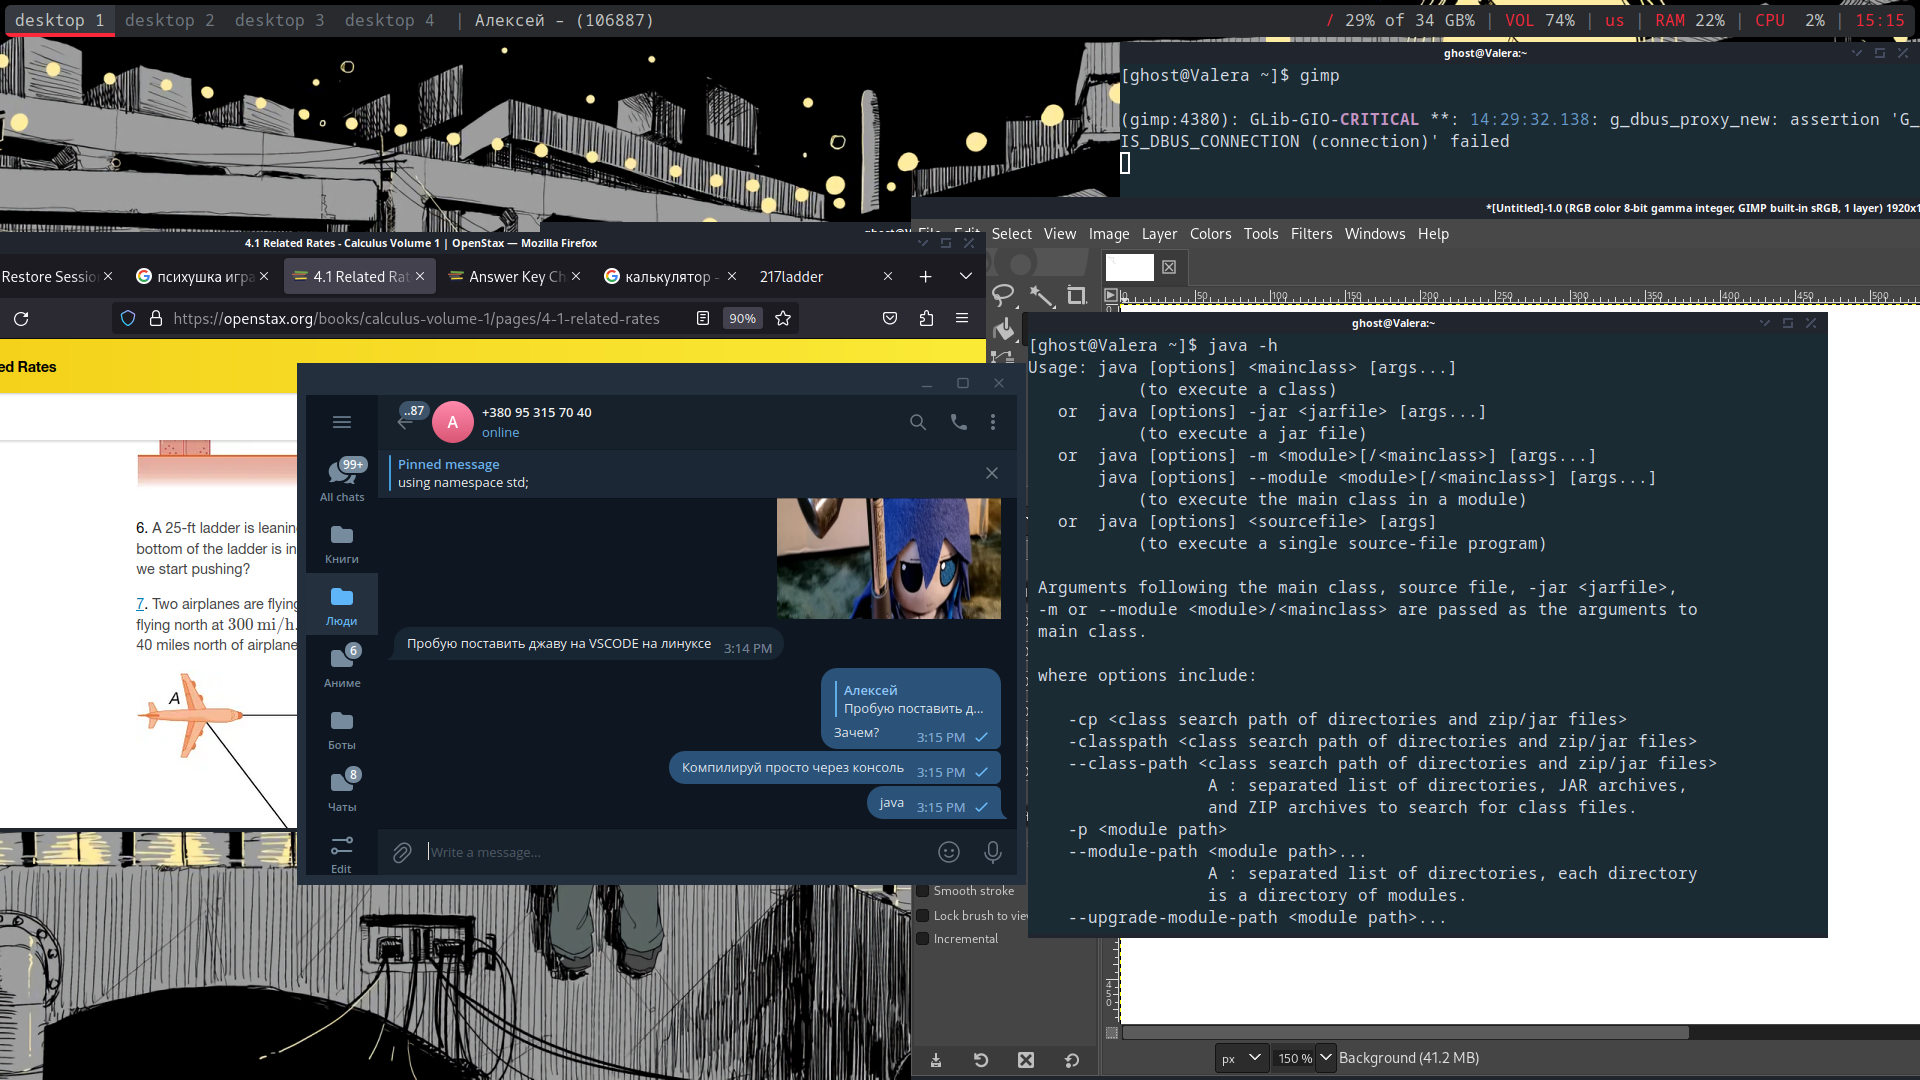 desktop 1 desktop 2 desktop 3 desktop 4 | Алексей – (106887)
/ 29% of 34 GB% | VOL 74% | us | RAM 22% | CPU 2% | 15:15
ghost@Valera:~
[ghost@Valera ~]$ gimp
(gimp:4380): GLib-GIO-CRITICAL **: 14:29:32.138: g_dbus_proxy_new: assertion 'G_
IS_DBUS_CONNECTION (connection)' failed
*[Untitled]-1.0 (RGB color 8-bit gamma integer, GIMP built-in sRGB, 1 layer) 1920x1
Select View Image Layer Colors Tools Filters Windows Help
0 50 100 150 200 250 300 350 400 450 500
4.1 Related Rates - Calculus Volume 1 | OpenStax — Mozilla Firefox
Restore Sessio психушка игра 4.1 Related Rat Answer Key Ch калькулятор - 217ladder
https://openstax.org/books/calculus-volume-1/pages/4-1-related-rates 90%
ed Rates
6. A 25-ft ladder is leanin
bottom of the ladder is in
we start pushing?
7. Two airplanes are flying
flying north at 300 mi/h.
40 miles north of airplane
A
..87
A
+380 95 315 70 40
online
Pinned message
using namespace std;
99+
All chats
Книги
Люди
6
Аниме
Боты
8
Чаты
Edit
Пробую поставить джаву на VSCODE на линуксе 3:14 PM
Алексей
Пробую поставить д...
Зачем? 3:15 PM
Компилируй просто через консоль 3:15 PM
java 3:15 PM
Write a message...
ghost@Valera:~
[ghost@Valera ~]$ java -h
Usage: java [options] <mainclass> [args...]
(to execute a class)
or java [options] -jar <jarfile> [args...]
(to execute a jar file)
or java [options] -m <module>[/<mainclass>] [args...]
java [options] --module <module>[/<mainclass>] [args...]
(to execute the main class in a module)
or java [options] <sourcefile> [args]
(to execute a single source-file program)
Arguments following the main class, source file, -jar <jarfile>,
-m or --module <module>/<mainclass> are passed as the arguments to
main class.
where options include:
-cp <class search path of directories and zip/jar files>
-classpath <class search path of directories and zip/jar files>
--class-path <class search path of directories and zip/jar files>
A : separated list of directories, JAR archives,
and ZIP archives to search for class files.
-p <module path>
--module-path <module path>...
A : separated list of directories, each directory
is a directory of modules.
--upgrade-module-path <module path>...
Smooth stroke
Lock brush to view
Incremental
450
px 150 % Background (41.2 MB)